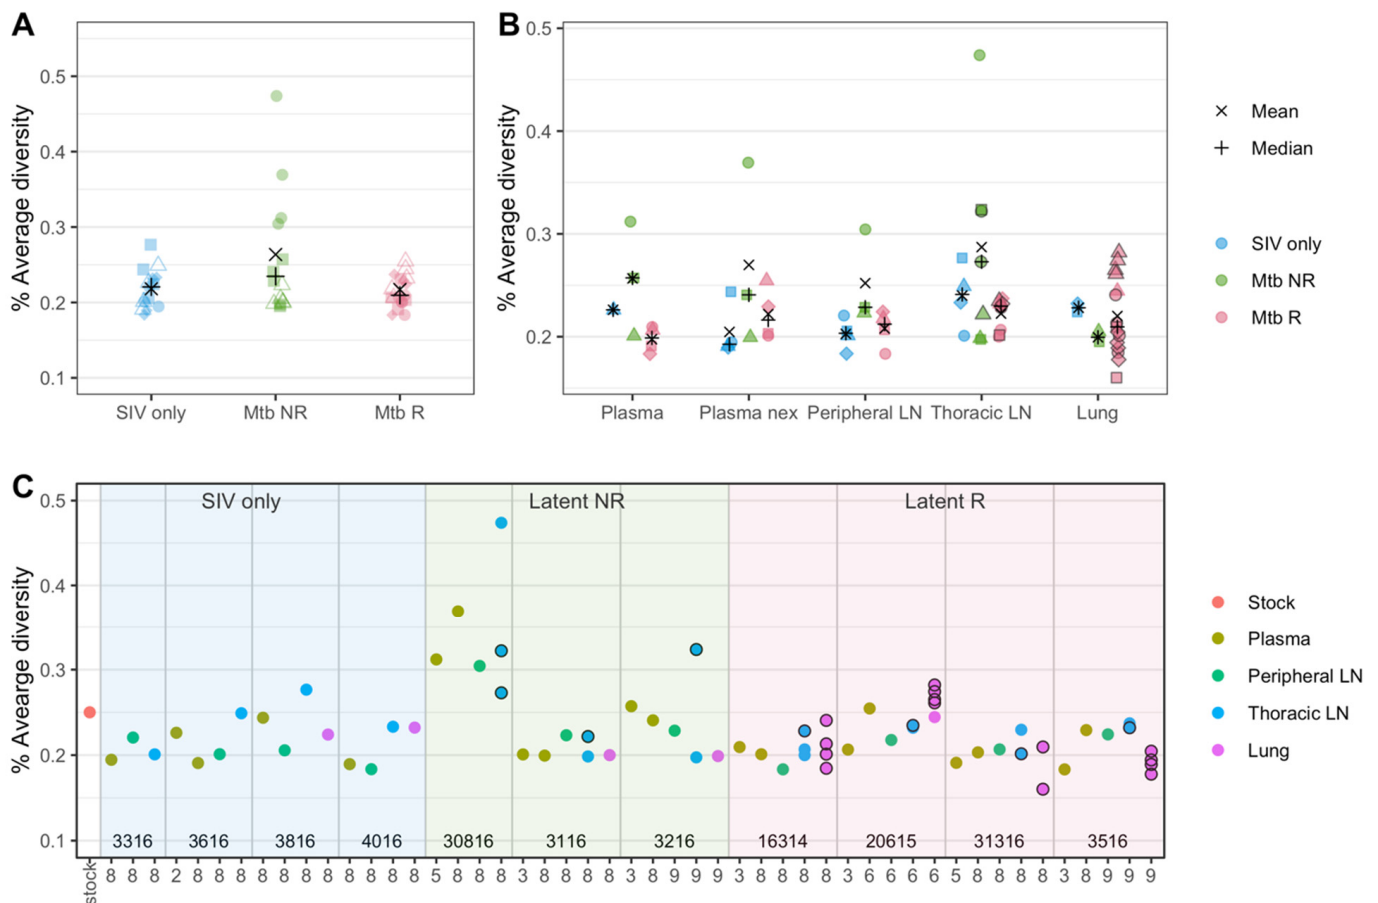 A
% Average diversity
0.5
0.4
0.3
0.2
0.1
SIV only Mtb NR Mtb R
B
% Average diversity
0.5
0.4
0.3
0.2
Plasma Plasma nex Peripheral LN Thoracic LN Lung
Mean
Median
SIV only
Mtb NR
Mtb R
C
% Avearge diversity
0.5
0.4
0.3
0.2
0.1
SIV only Latent NR Latent R
3316 3616 3816 4016 30816 3116 3216 16314 20615 31316 3516
stock 8 8 8 2 8 8 8 8 8 8 8 8 8 8 8 5 8 8 8 3 8 8 8 8 3 8 9 9 9 3 8 8 8 8 3 6 6 6 6 5 8 8 8 8 3 8 9 9 9
Stock
Plasma
Peripheral LN
Thoracic LN
Lung